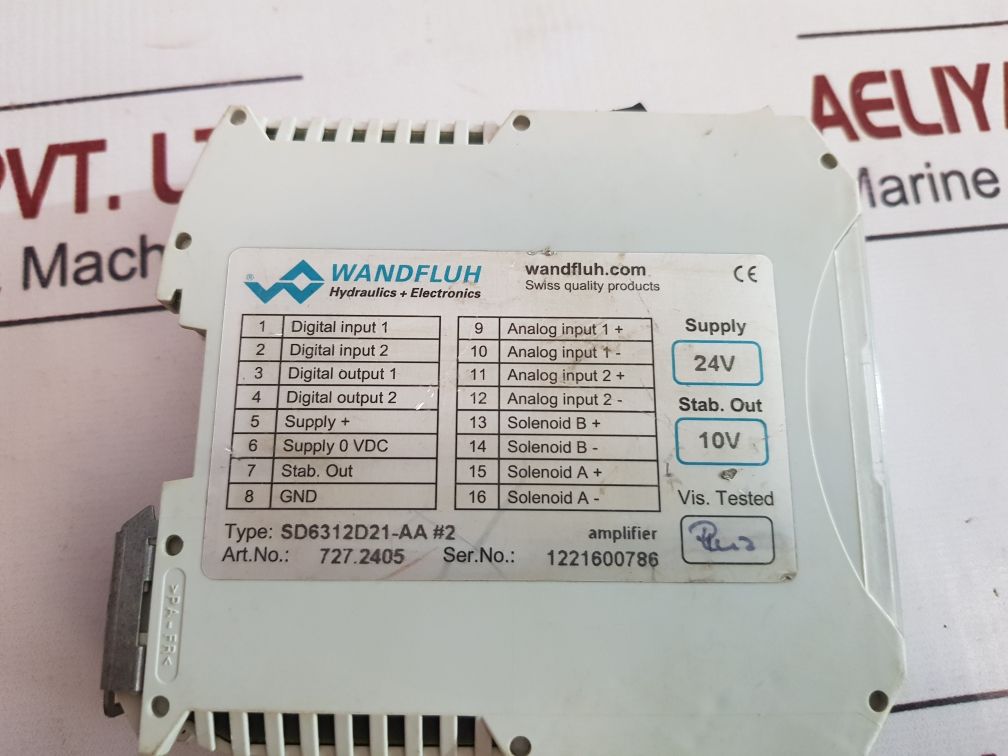 PVT.
AELIY
Marine
WANDFLUH
Hydraulics + Electronics
®
wandfluh.com
Swiss quality products
CE
1 Digital input 1
2 Digital input 2
3 Digital output 1
4 Digital output 2
5 Supply +
6 Supply 0 VDC
7 Stab. Out
8 GND
9 Analog input 1 +
10 Analog input 1 -
11 Analog input 2 +
12 Analog input 2 -
13 Solenoid B +
14 Solenoid B -
15 Solenoid A +
16 Solenoid A -
Supply
24V
Stab. Out
10V
Vis. Tested
Type: SD6312D21-AA #2 amplifier
Art.No.: 727.2405 Ser.No.: 1221600786
>PA-FR<